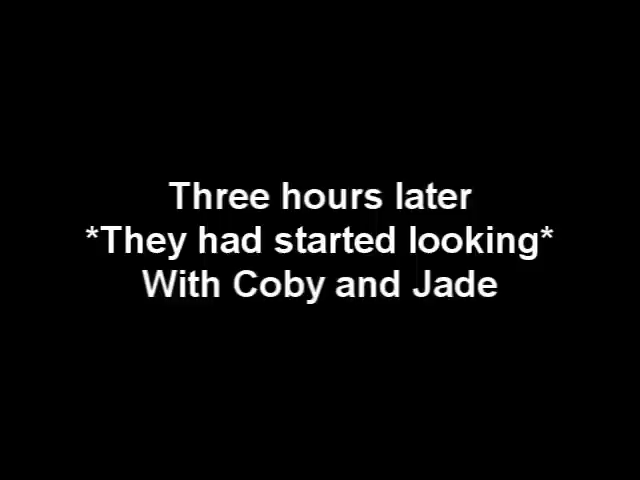 Three hours later
*They had started looking*
With Coby and Jade